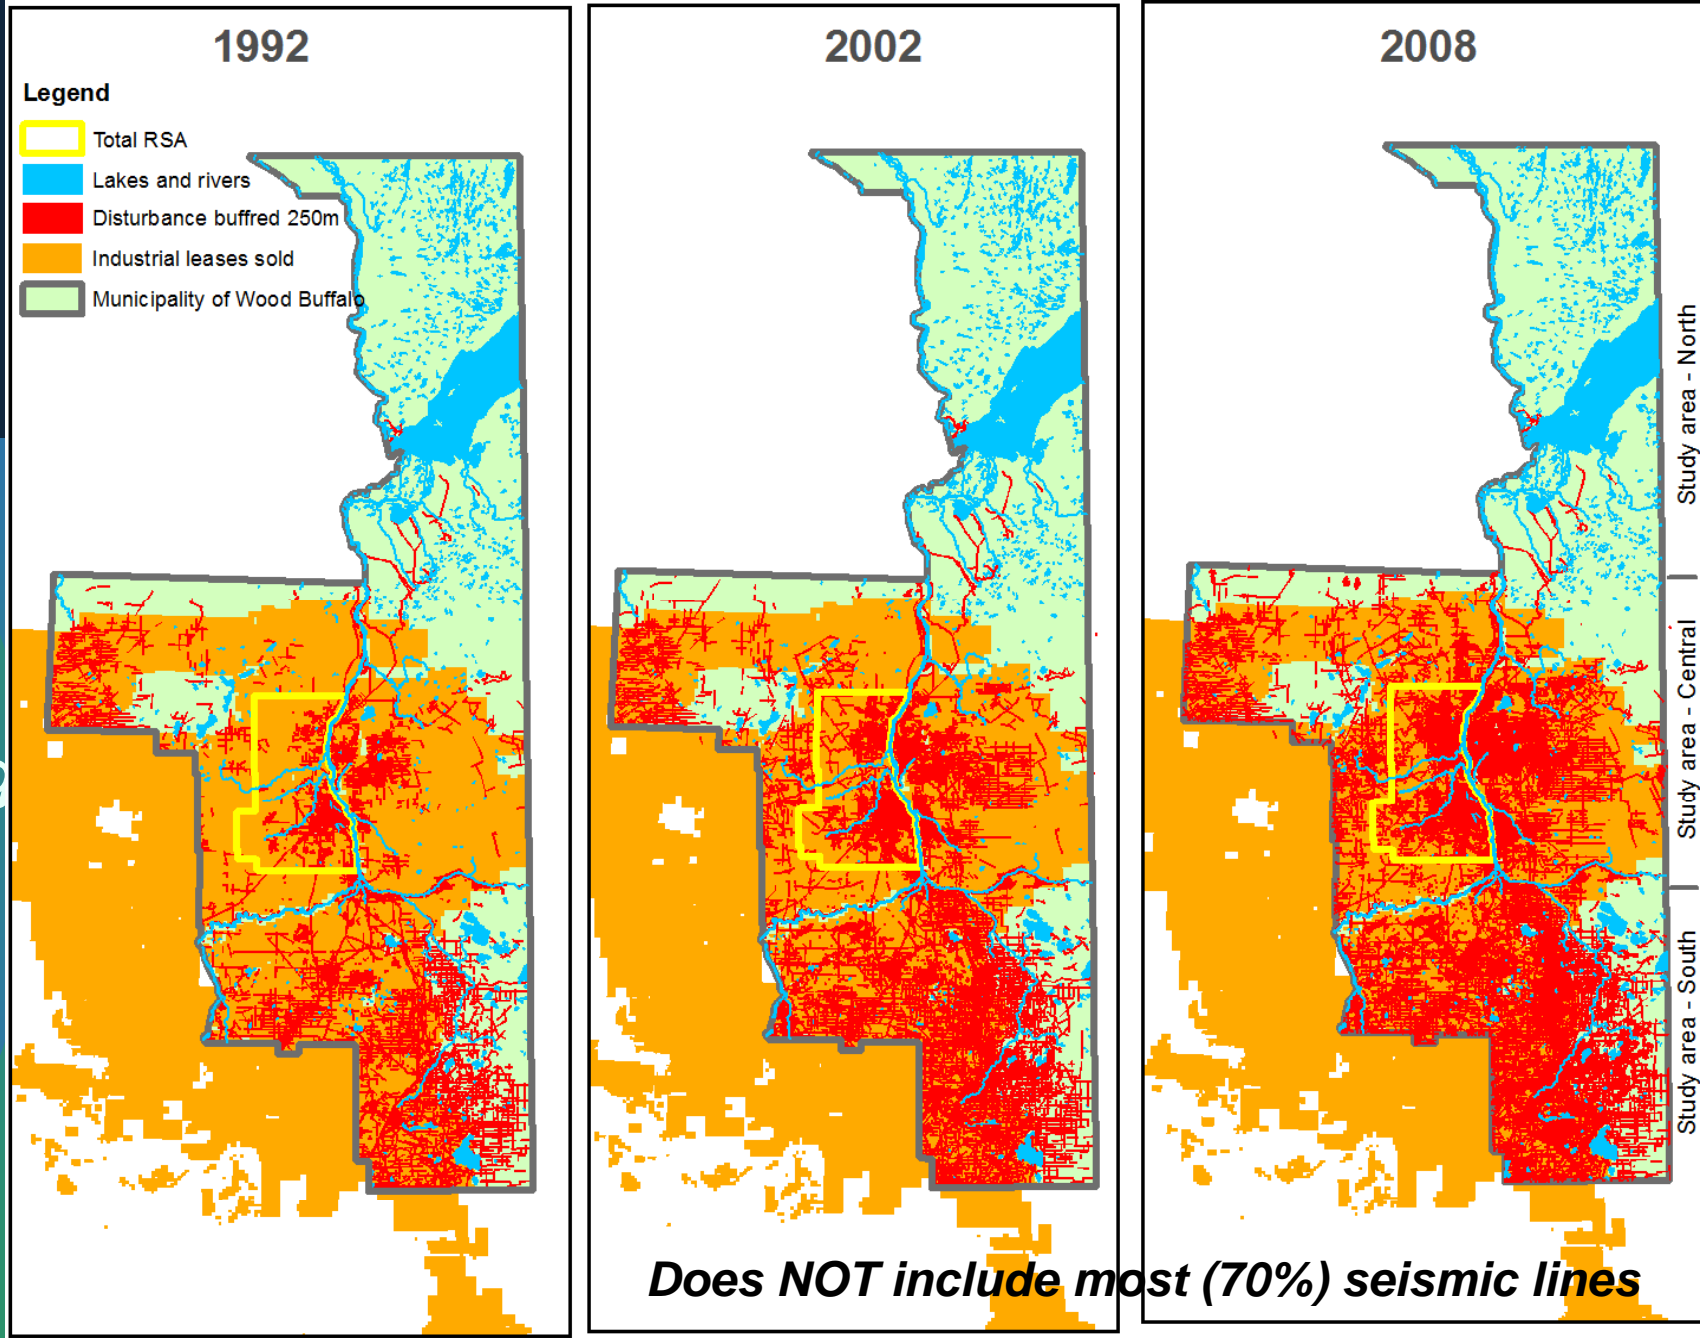 1992
2002
2008
Legend
Total RSA
Lakes and rivers
Disturbance buffred 250m
Industrial leases sold
Municipality of Wood Buffalo
Study area - North
Study area - Central
Study area - South
Does NOT include most (70%) seismic lines